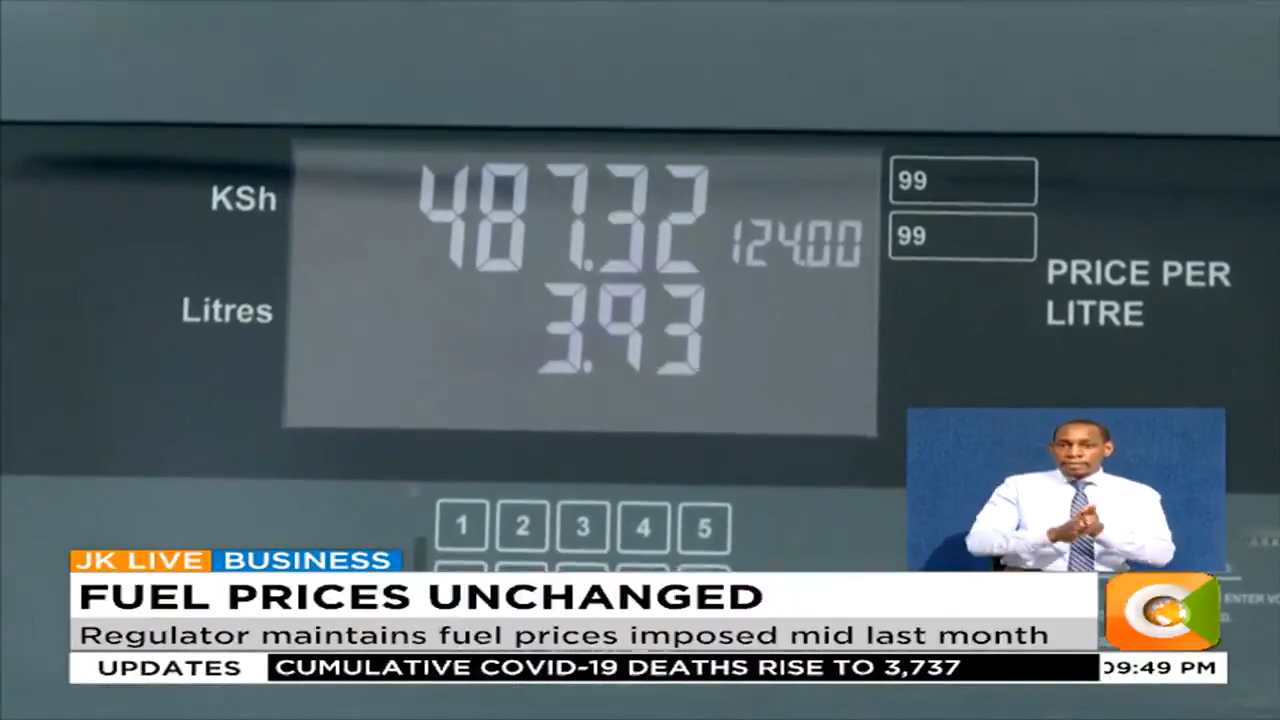 KSh 487.32 124.00 99
99
PRICE PER
LITRE
Litres 3.93
1 2 3 4 5
JK LIVE BUSINESS
FUEL PRICES UNCHANGED
Regulator maintains fuel prices imposed mid last month
ENTER
UPDATES CUMULATIVE COVID-19 DEATHS RISE TO 3,737 09:49 PM